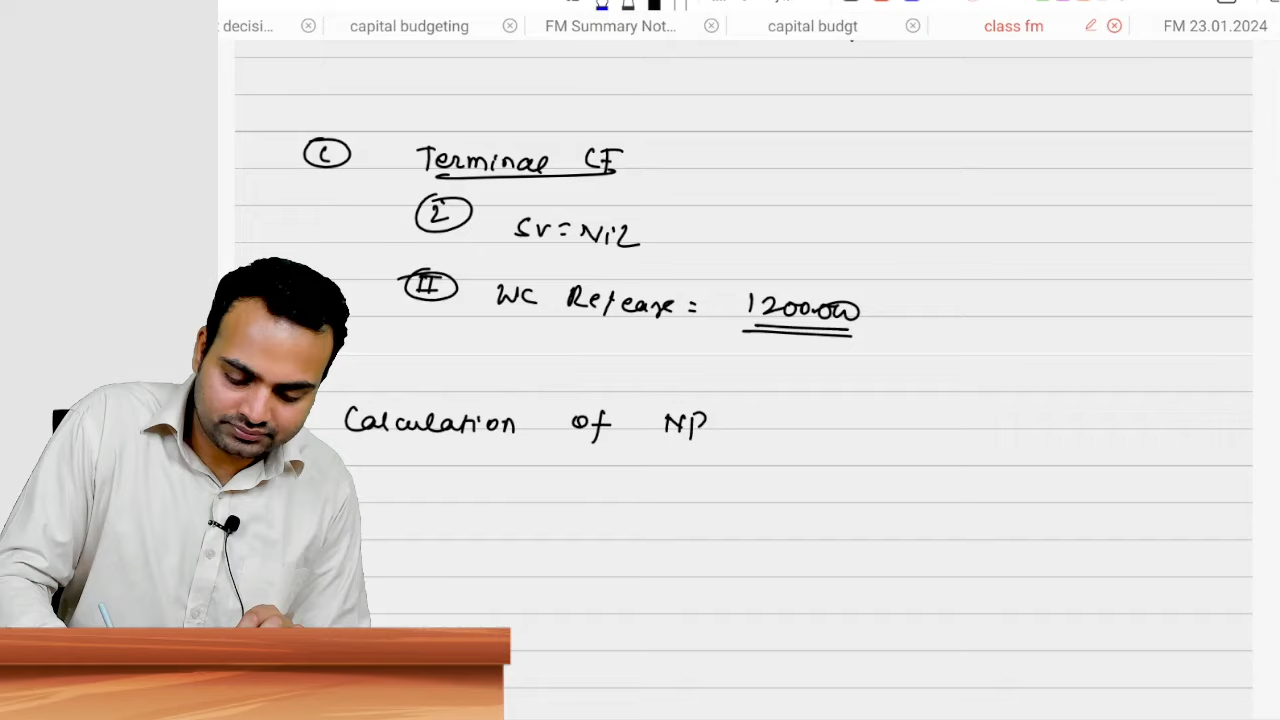 t decisi... capital budgeting FM Summary Not... capital budgt class fm FM 23.01.2024
C Terminal CF
I SV = Nil
II WC Release = 1200000
Calculation of NP